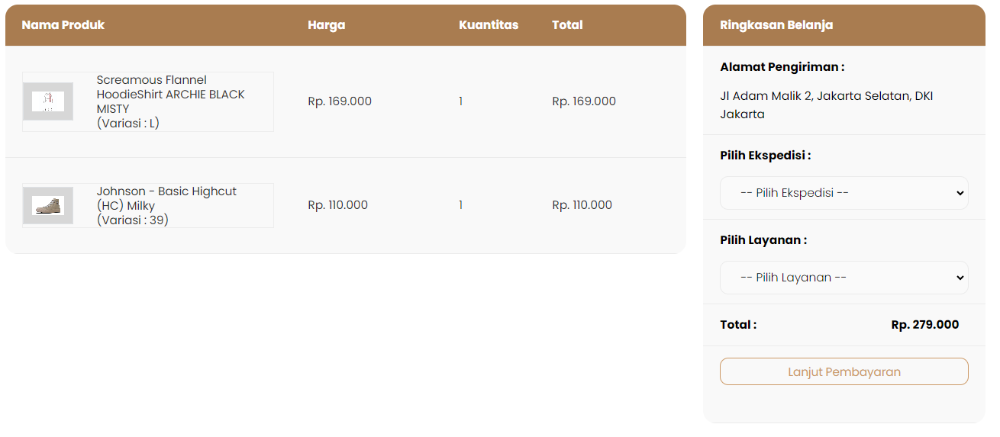 Nama Produk Harga Kuantitas Total
Screamous Flannel
HoodieShirt ARCHIE BLACK
MISTY
(Variasi : L)
Rp. 169.000 1 Rp. 169.000
Johnson - Basic Highcut
(HC) Milky
(Variasi : 39)
Rp. 110.000 1 Rp. 110.000
Ringkasan Belanja
Alamat Pengiriman :
Jl Adam Malik 2, Jakarta Selatan, DKI
Jakarta
Pilih Ekspedisi :
-- Pilih Ekspedisi --
Pilih Layanan :
-- Pilih Layanan --
Total : Rp. 279.000
Lanjut Pembayaran